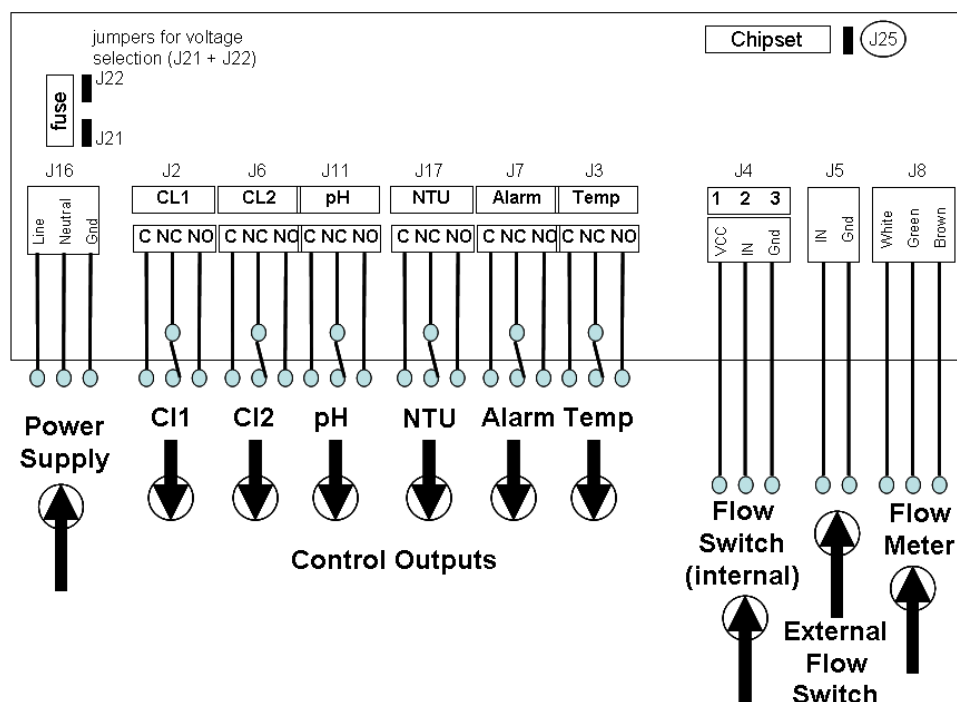 jumpers for voltage
selection (J21 + J22)
Chipset
J25
J22
fuse
J21
J16
J2
J6
J11
J17
J7
J3
J4
J5
J8
CL1
CL2
pH
NTU
Alarm
Temp
1 2 3
Line
Neutral
Gnd
C NC NO
C NC NO
C NC NO
C NC NO
C NC NO
C NC NO
VCC
IN
Gnd
IN
Gnd
White
Green
Brown
Power
Supply
Cl1
Cl2
pH
NTU
Alarm
Temp
Control Outputs
Flow
Switch
(internal)
External
Flow
Switch
Flow
Meter